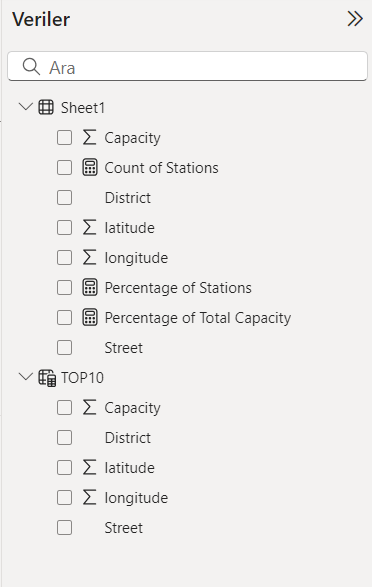 Veriler
Ara
Sheet1
Capacity
Count of Stations
District
latitude
longitude
Percentage of Stations
Percentage of Total Capacity
Street
TOP10
Capacity
District
latitude
longitude
Street